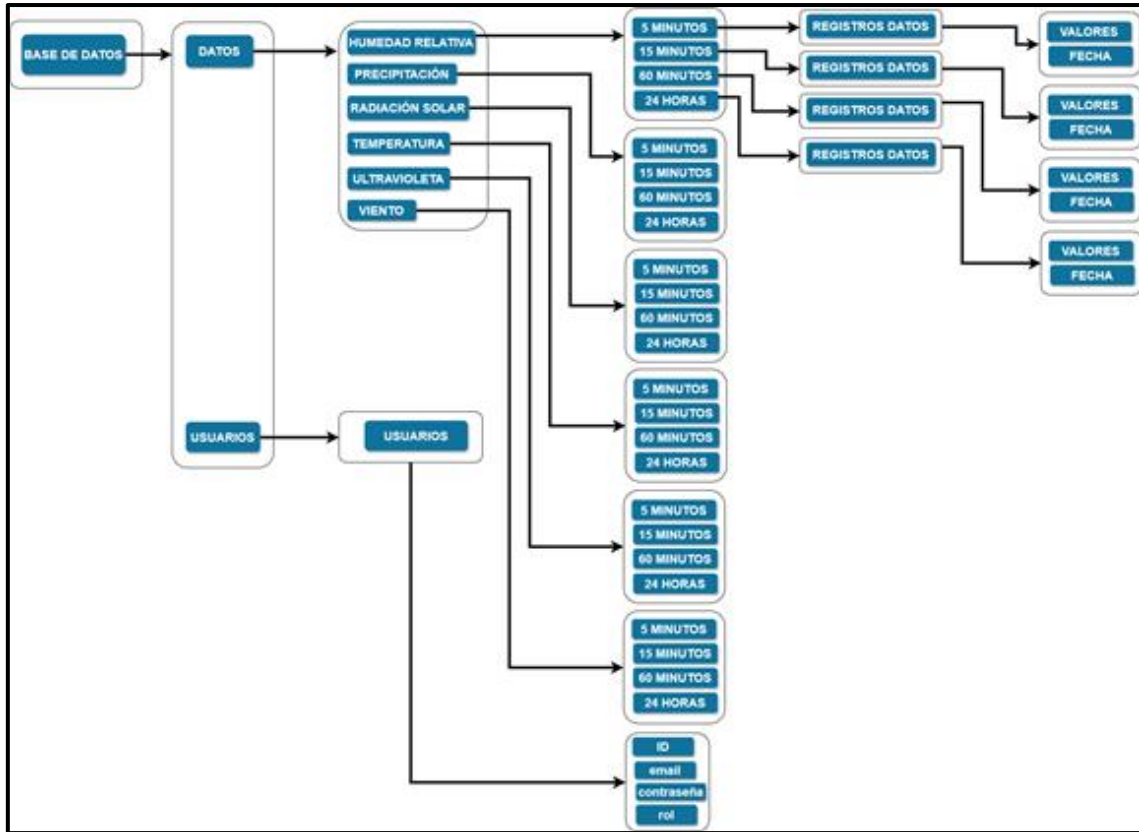 BASE DE DATOS
DATOS
USUARIOS
HUMEDAD RELATIVA
PRECIPITACIÓN
RADIACIÓN SOLAR
TEMPERATURA
ULTRAVIOLETA
VIENTO
USUARIOS
5 MINUTOS
15 MINUTOS
60 MINUTOS
24 HORAS
5 MINUTOS
15 MINUTOS
60 MINUTOS
24 HORAS
5 MINUTOS
15 MINUTOS
60 MINUTOS
24 HORAS
5 MINUTOS
15 MINUTOS
60 MINUTOS
24 HORAS
5 MINUTOS
15 MINUTOS
60 MINUTOS
24 HORAS
5 MINUTOS
15 MINUTOS
60 MINUTOS
24 HORAS
ID
email
contraseña
rol
REGISTROS DATOS
REGISTROS DATOS
REGISTROS DATOS
REGISTROS DATOS
VALORES
FECHA
VALORES
FECHA
VALORES
FECHA
VALORES
FECHA